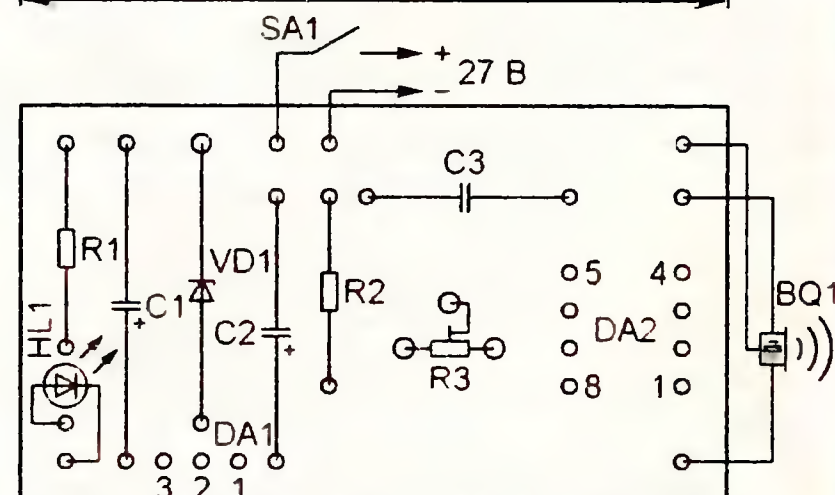 SA1
+
27 В
–
C3
R1
VD1
C1
+
C2
+
R2
HL1
5 4
DA2
8 1
R3
BQ1
DA1
3 2 1